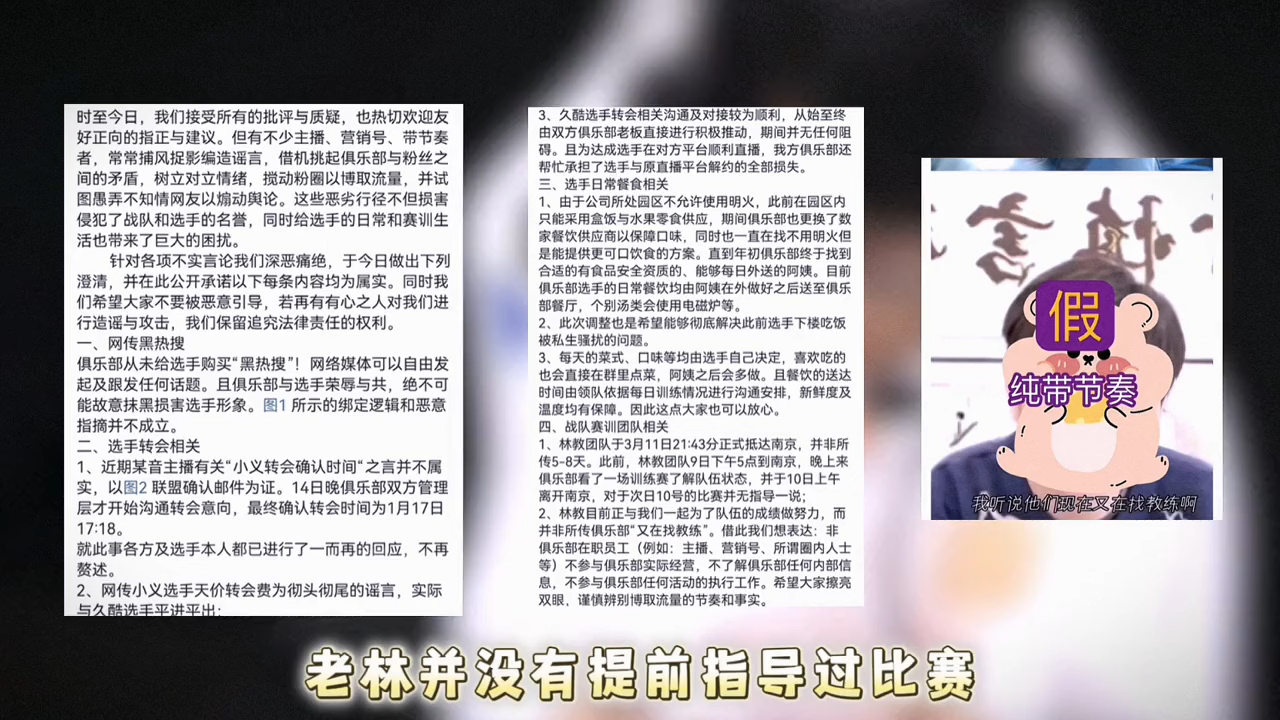 时至今日，我们接受所有的批评与质疑，也热切欢迎友
好正向的指正与建议。但有不少主播、营销号、带节奏
者，常常捕风捉影编造谣言，借机挑起俱乐部与粉丝之
间的矛盾，树立对立情绪，搅动粉圈以博取流量，并试
图愚弄不知情网友以煽动舆论。这些恶劣行径不但损害
侵犯了战队和选手的名誉，同时给选手的日常和赛训生
活也带来了巨大的困扰。
针对各项不实言论我们深恶痛绝，于今日做出下列
澄清，并在此公开承诺以下每条内容均为属实。同时我
们希望大家不要被恶意引导，若再有有心之人对我们进
行造谣与攻击，我们保留追究法律责任的权利。
一、网传黑热搜
俱乐部从未给选手购买“黑热搜”！网络媒体可以自由发
起及跟发任何话题。且俱乐部与选手荣辱与共，绝不可
能故意抹黑损害选手形象。图1 所示的绑定逻辑和恶意
指摘并不成立。
二、选手转会相关
1、近期某音主播有关“小义转会确认时间”之言并不属
实，以图2 联盟确认邮件为证。14日晚俱乐部双方管理
层才开始沟通转会意向，最终确认转会时间为1月17日
17:18。
就此事各方及选手本人都已进行了一而再的回应，不再
赘述。
2、网传小义选手天价转会费为彻头彻尾的谣言，实际
与久酷选手平进平出；
3、久酷选手转会相关沟通及对接较为顺利，从始至终
由双方俱乐部老板直接进行积极推动，期间并无任何阻
碍。且为达成选手在对方平台顺利直播，我方俱乐部还
帮忙承担了选手与原直播平台解约的全部损失。
三、选手日常餐食相关
1、由于公司所处园区不允许使用明火，此前在园区内
只能采用盒饭与水果零食供应，期间俱乐部也更换了数
家餐饮供应商以保障口味，同时也一直在找不用明火但
是能提供更可口饮食的方案。直到年初俱乐部终于找到
合适的有食品安全资质的、能够每日外送的阿姨。目前
俱乐部选手的日常餐饮均由阿姨在外做好之后送至俱乐
部餐厅，个别汤类会使用电磁炉等。
2、此次调整也是希望能够彻底解决此前选手下楼吃饭
被私生骚扰的问题。
3、每天的菜式、口味等均由选手自己决定，喜欢吃的
也会直接在群里点菜，阿姨之后会多做。且餐饮的送达
时间由领队依据每日训练情况进行沟通安排，新鲜度及
温度均有保障。因此这点大家也可以放心。
四、战队赛训团队相关
1、林教团队于3月11日21:43分正式抵达南京，并非所
传5-8天。此前，林教团队9日下午5点到南京，晚上来
俱乐部看了一场训练赛了解队伍状态，并于10日上午
离开南京，对于次日10号的比赛并无指导一说；
2、林教目前正与我们一起为了队伍的成绩做努力，而
并非所传俱乐部“又在找教练”。借此我们想表达：非
俱乐部在职员工（例如：主播、营销号、所谓圈内人士
等）不参与俱乐部实际经营，不了解俱乐部任何内部信
息，不参与俱乐部任何活动的执行工作。希望大家擦亮
双眼，谨慎辨别博取流量的节奏和事实。
假
纯带节奏
我听说他们现在又在找教练啊
老林并没有提前指导过比赛